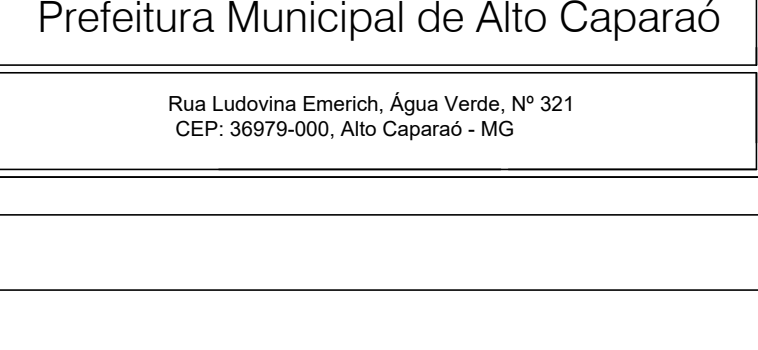 Prefeitura Municipal de Alto Caparaó
Rua Ludovina Emerich, Água Verde, Nº 321
CEP: 36979-000, Alto Caparaó - MG